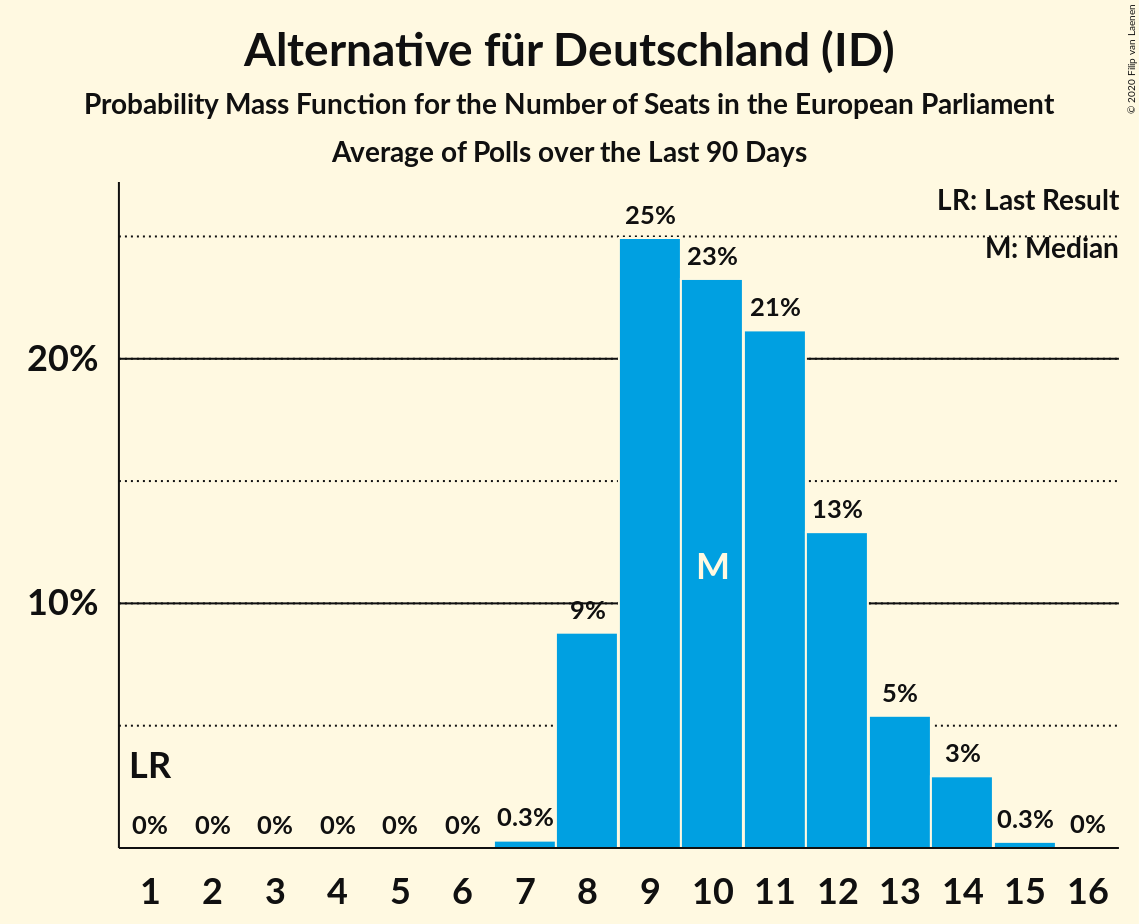 Alternative für Deutschland (ID)
Probability Mass Function for the Number of Seats in the European Parliament
Average of Polls over the Last 90 Days
© 2020 Filip van Laenen
LR: Last Result
M: Median
25%
23%
21%
20%
13%
M
10%
9%
5%
3%
LR
0%
0%
0%
0%
0%
0%
0.3%
0.3%
0%
1 2 3 4 5 6 7 8 9 10 11 12 13 14 15 16